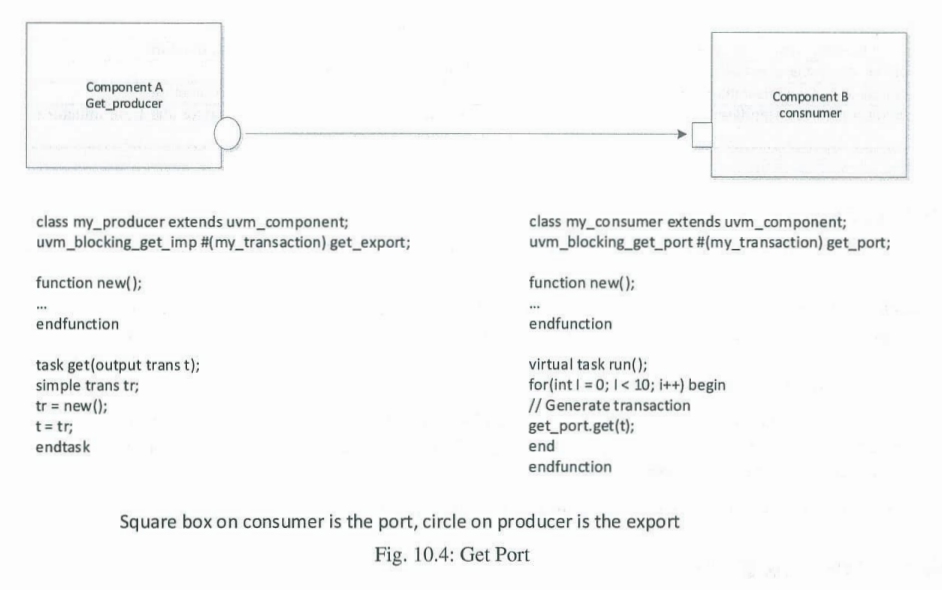 Component A
Get_producer
Component B
consnumer
class my_producer extends uvm_component;
uvm_blocking_get_imp #(my_transaction) get_export;
function new();
...
endfunction
task get(output trans t);
simple trans tr;
tr = new();
t = tr;
endtask
class my_consumer extends uvm_component;
uvm_blocking_get_port #(my_transaction) get_port;
function new();
...
endfunction
virtual task run();
for(int I = 0; I < 10; i++) begin
// Generate transaction
get_port.get(t);
end
endfunction
Square box on consumer is the port, circle on producer is the export
Fig. 10.4: Get Port